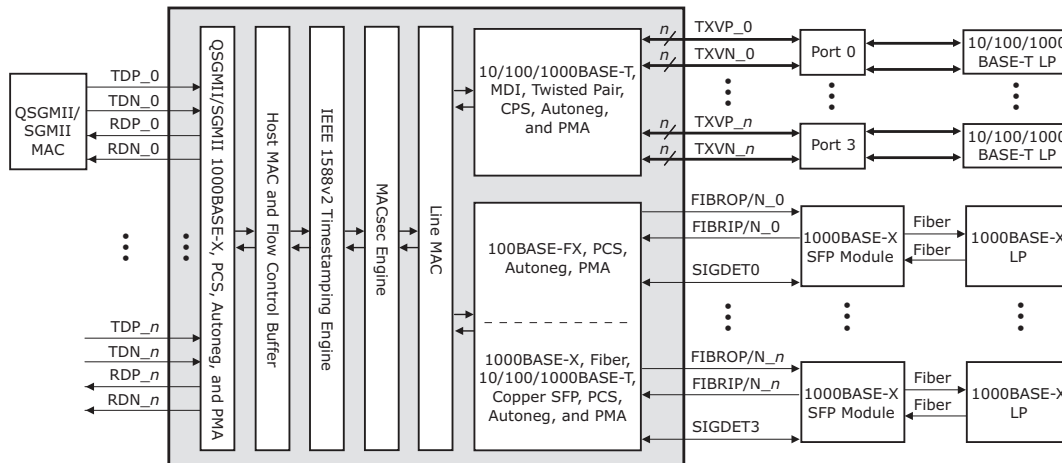 QSGMII/
SGMII
MAC
TDP_0
TDN_0
RDP_0
RDN_0
TDP_n
TDN_n
RDP_n
RDN_n
QSGMII/SGMII 1000BASE-X, PCS, Autoneg, and PMA
Host MAC and Flow Control Buffer
IEEE 1588v2 Timestamping Engine
MACsec Engine
Line MAC
10/100/1000BASE-T,
MDI, Twisted Pair,
CPS, Autoneg,
and PMA
100BASE-FX, PCS,
Autoneg, PMA
1000BASE-X, Fiber,
10/100/1000BASE-T,
Copper SFP, PCS,
Autoneg, and PMA
n TXVP_0
n TXVN_0
n TXVP_n
n TXVN_n
Port 0
Port 3
10/100/1000
BASE-T LP
10/100/1000
BASE-T LP
FIBROP/N_0
FIBRIP/N_0
SIGDET0
1000BASE-X
SFP Module
Fiber
Fiber
1000BASE-X
LP
FIBROP/N_n
FIBRIP/N_n
SIGDET3
1000BASE-X
SFP Module
Fiber
Fiber
1000BASE-X
LP